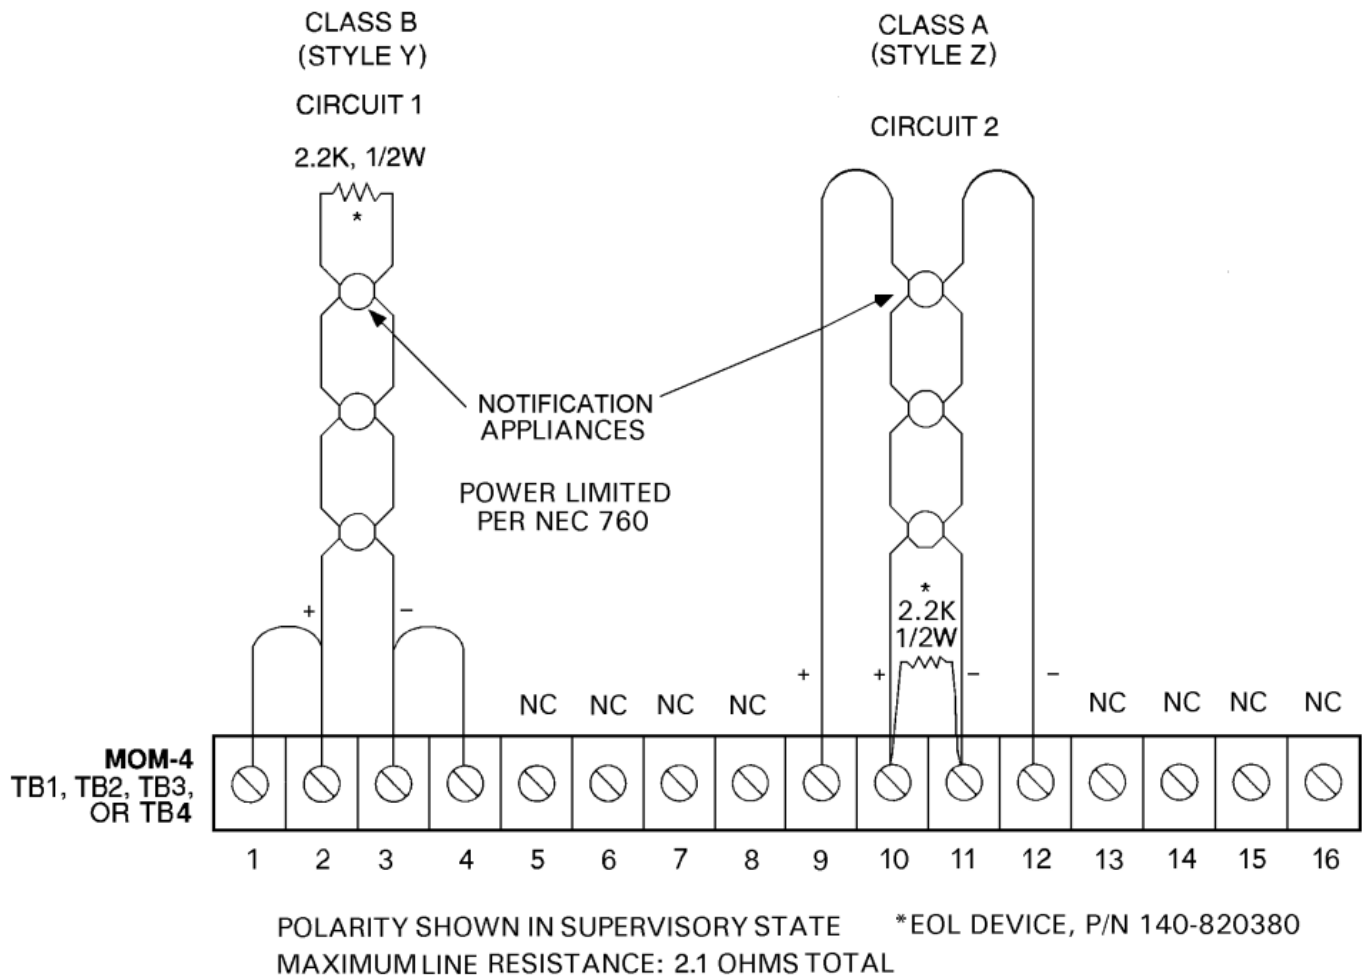 CLASS B
(STYLE Y)
CIRCUIT 1
2.2K, 1/2W
*
CLASS A
(STYLE Z)
CIRCUIT 2
NOTIFICATION
APPLIANCES
POWER LIMITED
PER NEC 760
*
2.2K
1/2W
+ −
+ + − −
NC NC NC NC NC NC NC NC
MOM-4
TB1, TB2, TB3,
OR TB4
1 2 3 4 5 6 7 8 9 10 11 12 13 14 15 16
POLARITY SHOWN IN SUPERVISORY STATE *EOL DEVICE, P/N 140-820380
MAXIMUM LINE RESISTANCE: 2.1 OHMS TOTAL